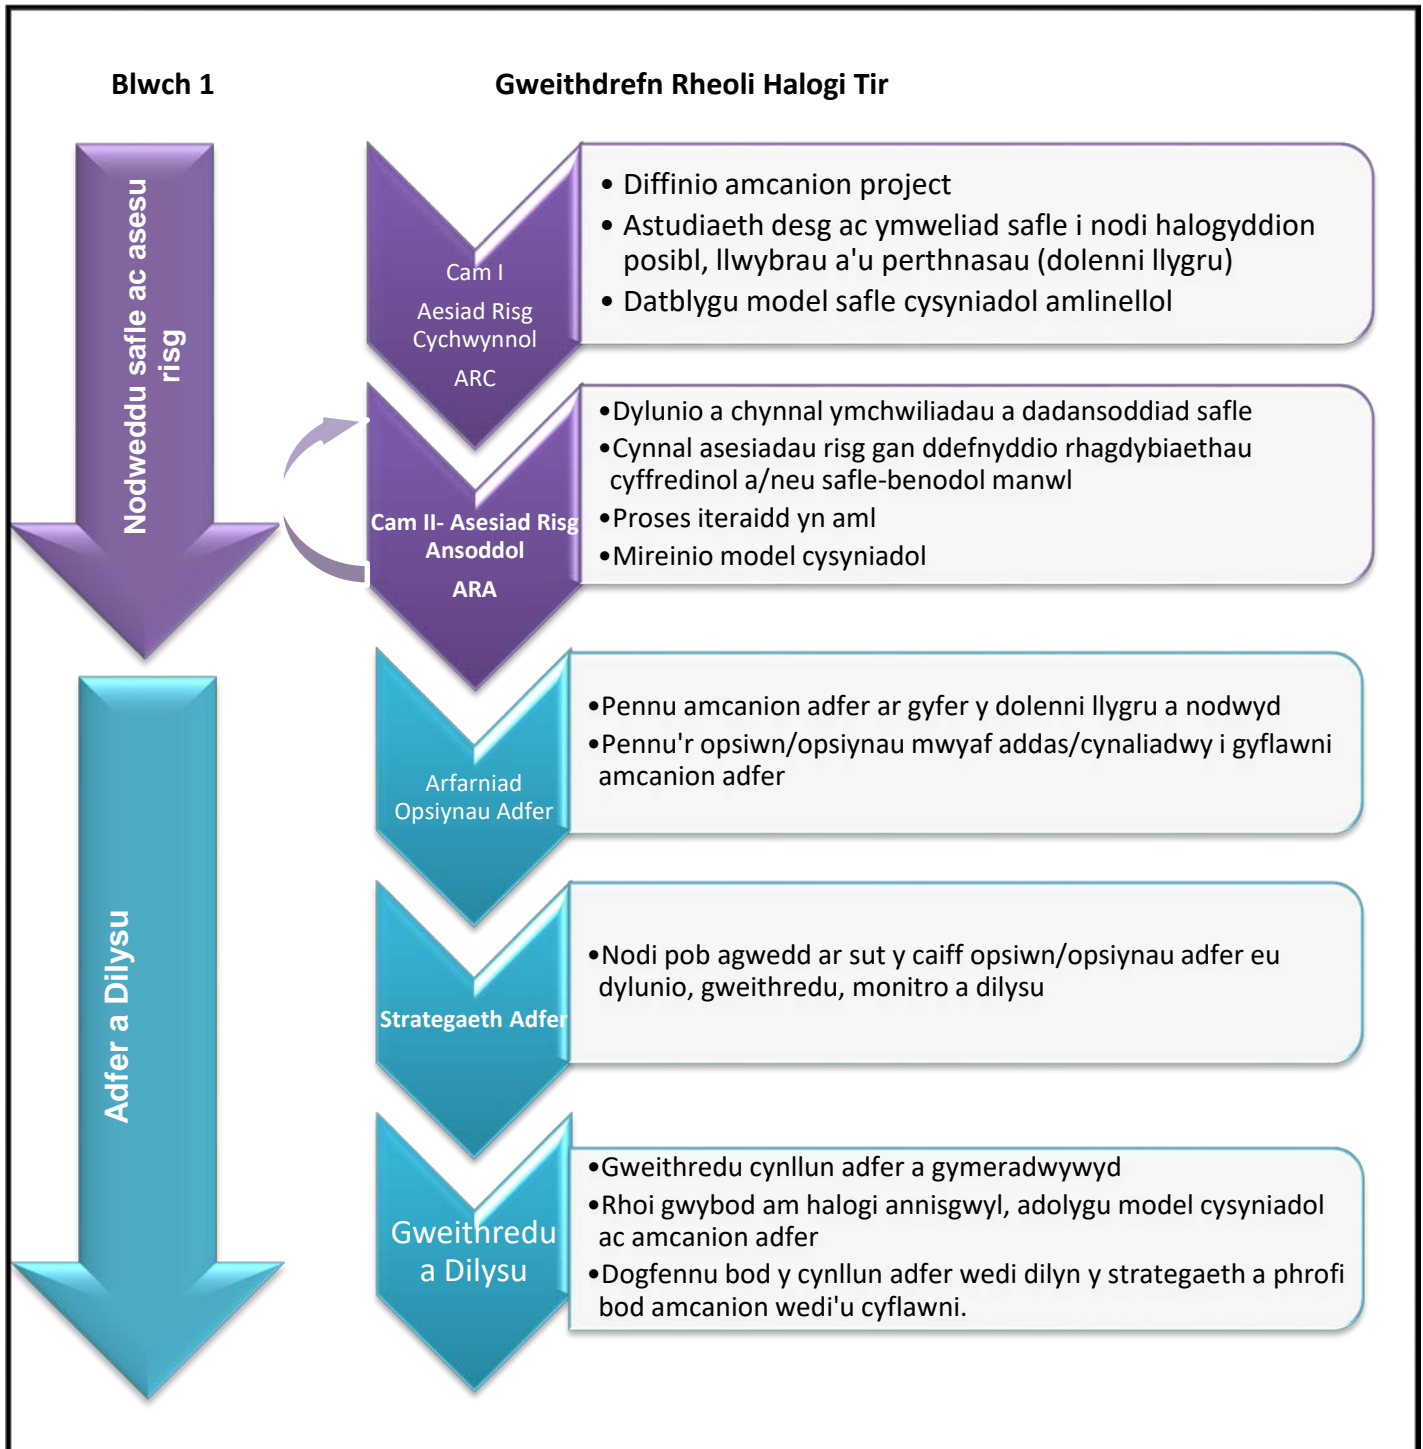 Blwch 1
Gweithdrefn Rheoli Halogi Tir
Nodweddu safle ac asesu
risg
Cam I
Aesiad Risg
Cychwynnol
ARC
• Diffinio amcanion project
• Astudiaeth desg ac ymweliad safle i nodi halogyddion
posibl, llwybrau a'u perthnasau (dolenni llygru)
• Datblygu model safle cysyniadol amlinellol
Cam II- Asesiad Risg
Ansoddol
ARA
•Dylunio a chynnal ymchwiliadau a dadansoddiad safle
•Cynnal asesiadau risg gan ddefnyddio rhagdybiaethau
cyffredinol a/neu safle-benodol manwl
•Proses iteraidd yn aml
•Mireinio model cysyniadol
Adfer a Dilysu
Arfarniad
Opsiynau Adfer
•Pennu amcanion adfer ar gyfer y dolenni llygru a nodwyd
•Pennu'r opsiwn/opsiynau mwyaf addas/cynaliadwy i gyflawni
amcanion adfer
Strategaeth Adfer
•Nodi pob agwedd ar sut y caiff opsiwn/opsiynau adfer eu
dylunio, gweithredu, monitro a dilysu
Gweithredu
a Dilysu
•Gweithredu cynllun adfer a gymeradwywyd
•Rhoi gwybod am halogi annisgwyl, adolygu model cysyniadol
ac amcanion adfer
•Dogfennu bod y cynllun adfer wedi dilyn y strategaeth a phrofi
bod amcanion wedi'u cyflawni.